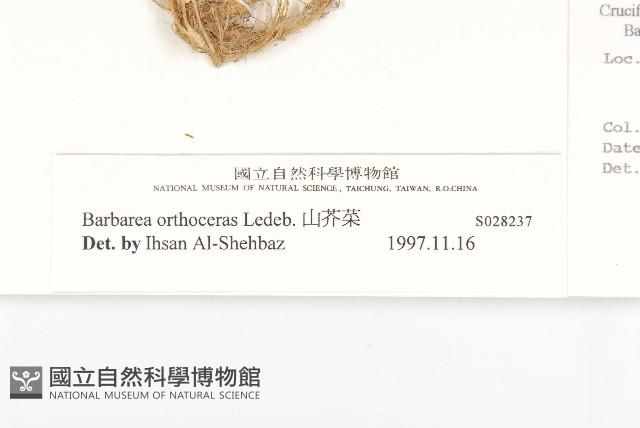 Crucif
Ba
Loc.
Col.
Date
Det.
國立自然科學博物館
NATIONAL MUSEUM OF NATURAL SCIENCE, TAICHUNG, TAIWAN, R.O.CHINA
Barbarea orthoceras Ledeb. 山芥菜 S028237
Det. by Ihsan Al-Shehbaz 1997.11.16
國立自然科學博物館
NATIONAL MUSEUM OF NATURAL SCIENCE